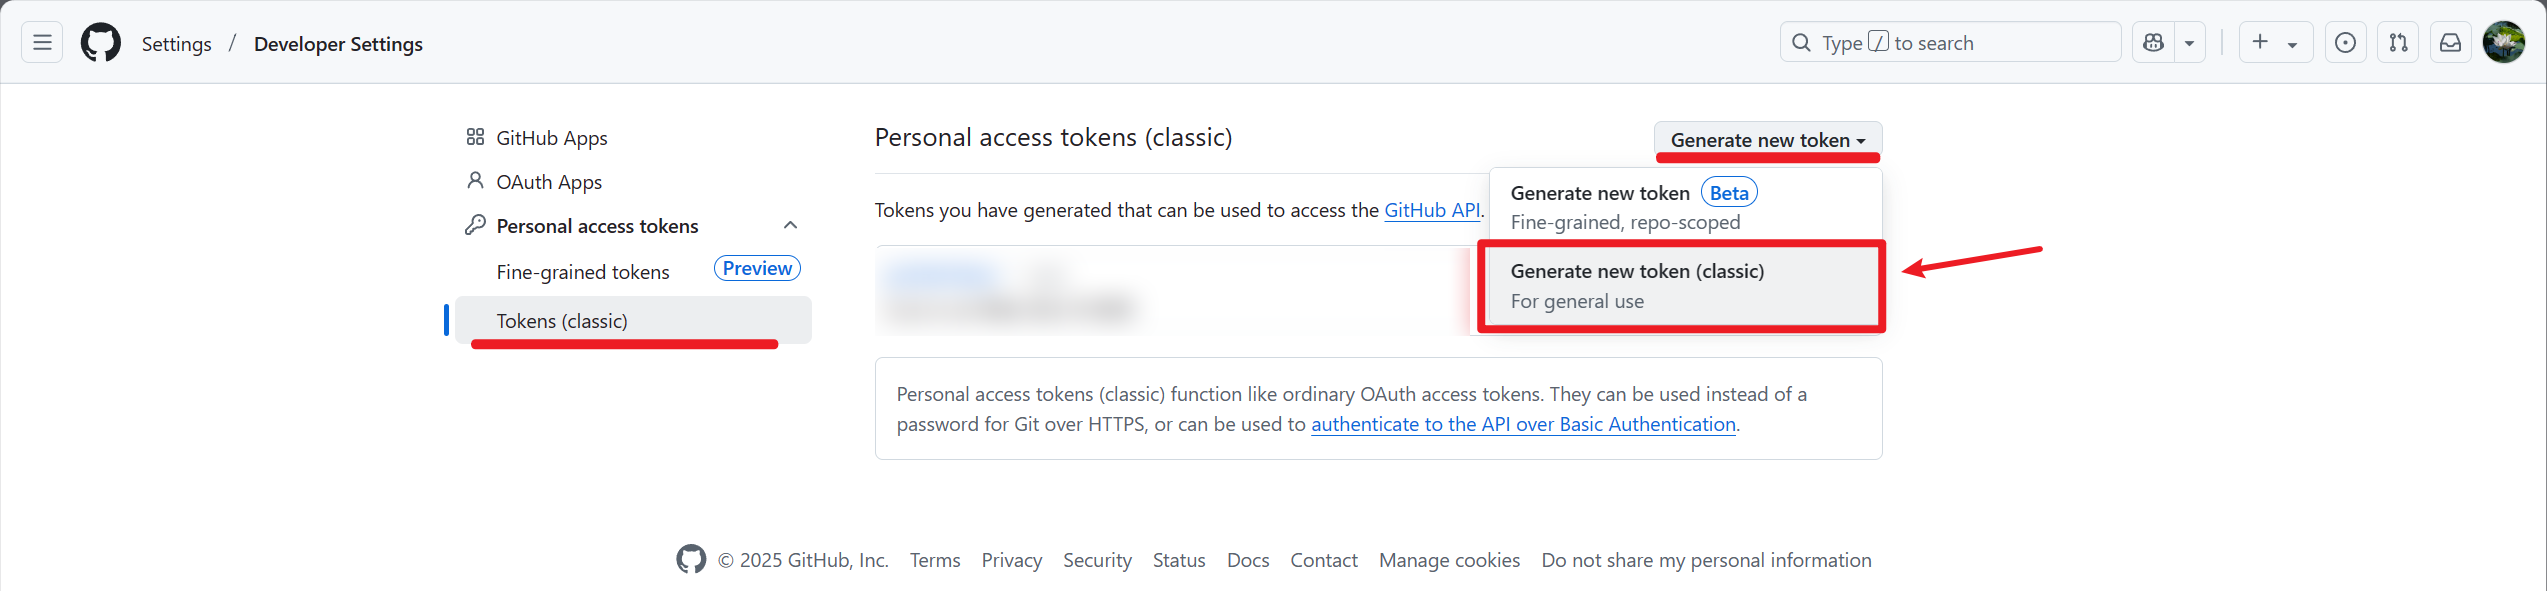 Settings / Developer Settings
Type / to search
GitHub Apps
OAuth Apps
Personal access tokens
Fine-grained tokens Preview
Tokens (classic)
Personal access tokens (classic)
Generate new token
Generate new token Beta
Fine-grained, repo-scoped
Generate new token (classic)
For general use
Tokens you have generated that can be used to access the GitHub API.
Personal access tokens (classic) function like ordinary OAuth access tokens. They can be used instead of a
password for Git over HTTPS, or can be used to authenticate to the API over Basic Authentication.
© 2025 GitHub, Inc. Terms Privacy Security Status Docs Contact Manage cookies Do not share my personal information